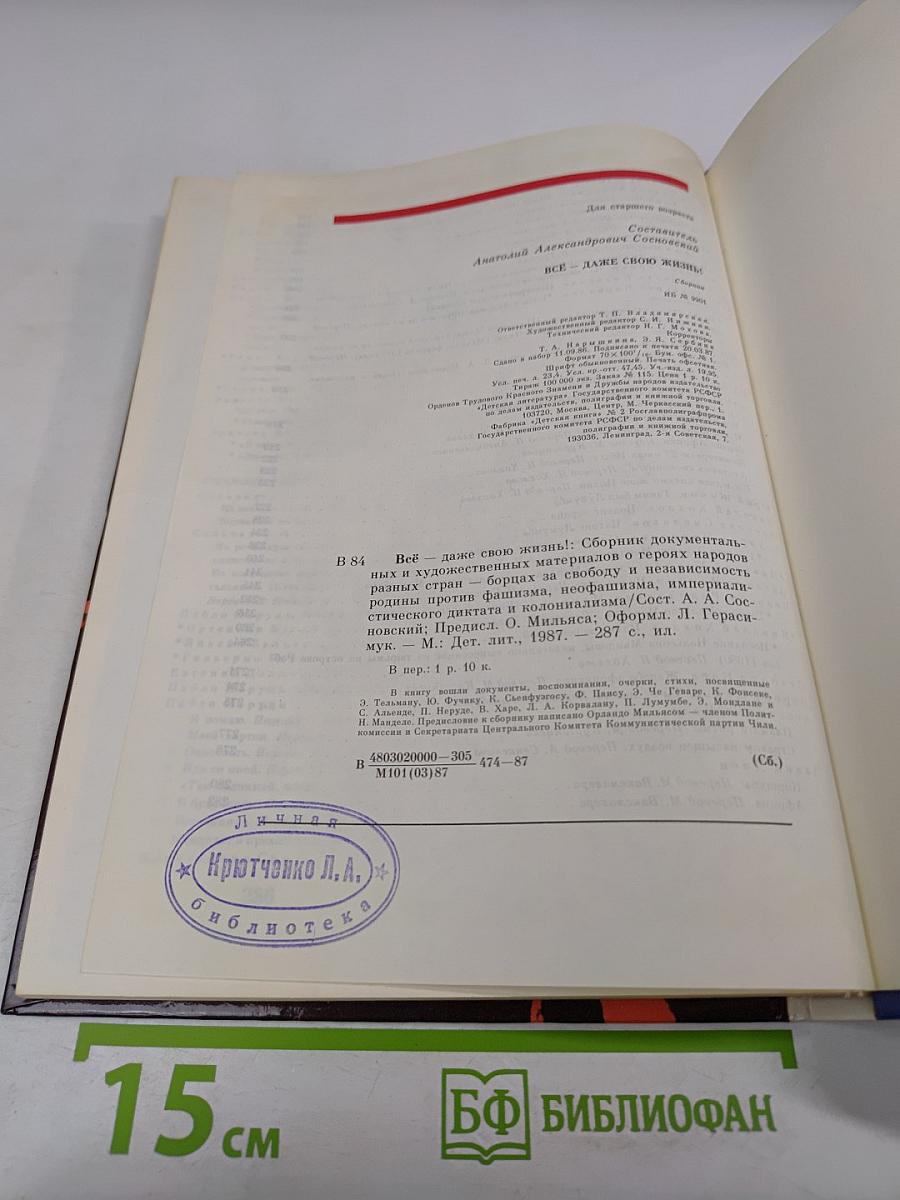 Для старшего возраста
Составитель
Анатолий Александрович Сосновский
ВСЁ — ДАЖЕ СВОЮ ЖИЗНЬ!
Сборник
ИБ № 9901
Ответственный редактор Т. П. Владимирская.
Художественный редактор С. И. Нижняя.
Технический редактор Н. Г. Мохова.
Корректоры
Т. А. Нарышкина, Э. Я. Сербина
Сдано в набор 11.09.86. Подписано к печати 20.03.87.
Формат 70×100¹/₁₆. Бум. офс. № 1.
Шрифт обыкновенный. Печать офсетная.
Усл. печ. л. 23,4. Усл. кр.-отт. 47,45. Уч.-изд. л. 19,95.
Тираж 100 000 экз. Заказ № 115. Цена 1 р. 10 к.
Орденов Трудового Красного Знамени и Дружбы народов издательство
«Детская литература» Государственного комитета РСФСР
по делам издательств, полиграфии и книжной торговли.
103720, Москва, Центр, М. Черкасский пер., 1.
Фабрика «Детская книга» № 2 Росглавполиграфпрома
Государственного комитета РСФСР по делам издательств,
полиграфии и книжной торговли,
193036, Ленинград, 2-я Советская, 7.
В 84 Всё — даже свою жизнь!: Сборник документаль-
ных и художественных материалов о героях народов
разных стран — борцах за свободу и независимость
родины против фашизма, неофашизма, империали-
стического диктата и колониализма/Сост. А. А. Сос-
новский; Предисл. О. Мильяса; Оформл. Л. Гераси-
мук. — М.: Дет. лит., 1987. — 287 с., ил.
В пер.: 1 р. 10 к.
В книгу вошли документы, воспоминания, очерки, стихи, посвященные
Э. Тельману, Ю. Фучику, К. Сьенфуэгосу, Ф. Паису, Э. Че Геваре, К. Фонсеке,
С. Альенде, П. Неруде, В. Харе, Л. А. Корвалану, П. Лумумбе, Э. Мондлане и
Н. Манделе. Предисловие к сборнику написано Орландо Мильясом — членом Полит-
комиссии и Секретариата Центрального Комитета Коммунистической партии Чили.
В 4803020000—305 474—87 (Сб.)
М101(03)87
Личная
Крютченко Л.А.
библиотека
15 см
БФ БИБЛИОФАН